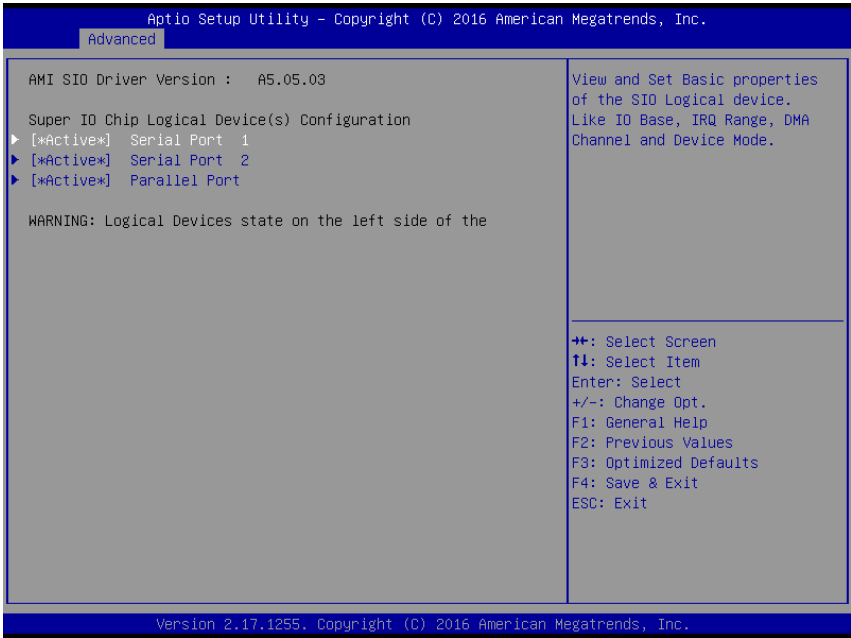 Aptio Setup Utility – Copyright (C) 2016 American Megatrends, Inc.
Advanced
AMI SIO Driver Version :   A5.05.03
Super IO Chip Logical Device(s) Configuration
[*Active*]  Serial Port  1
[*Active*]  Serial Port  2
[*Active*]  Parallel Port
WARNING: Logical Devices state on the left side of the
View and Set Basic properties
of the SIO Logical device.
Like IO Base, IRQ Range, DMA
Channel and Device Mode.
→←: Select Screen
↑↓: Select Item
Enter: Select
+/-: Change Opt.
F1: General Help
F2: Previous Values
F3: Optimized Defaults
F4: Save & Exit
ESC: Exit
Version 2.17.1255. Copyright (C) 2016 American Megatrends, Inc.